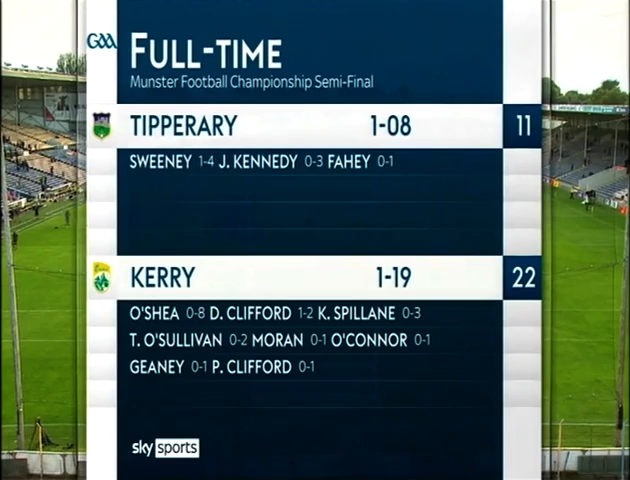 GAA
FULL-TIME
Munster Football Championship Semi-Final
TIPPERARY 1-08 11
SWEENEY 1-4 J. KENNEDY 0-3 FAHEY 0-1
KERRY 1-19 22
O'SHEA 0-8 D. CLIFFORD 1-2 K. SPILLANE 0-3
T. O'SULLIVAN 0-2 MORAN 0-1 O'CONNOR 0-1
GEANEY 0-1 P. CLIFFORD 0-1
sky sports